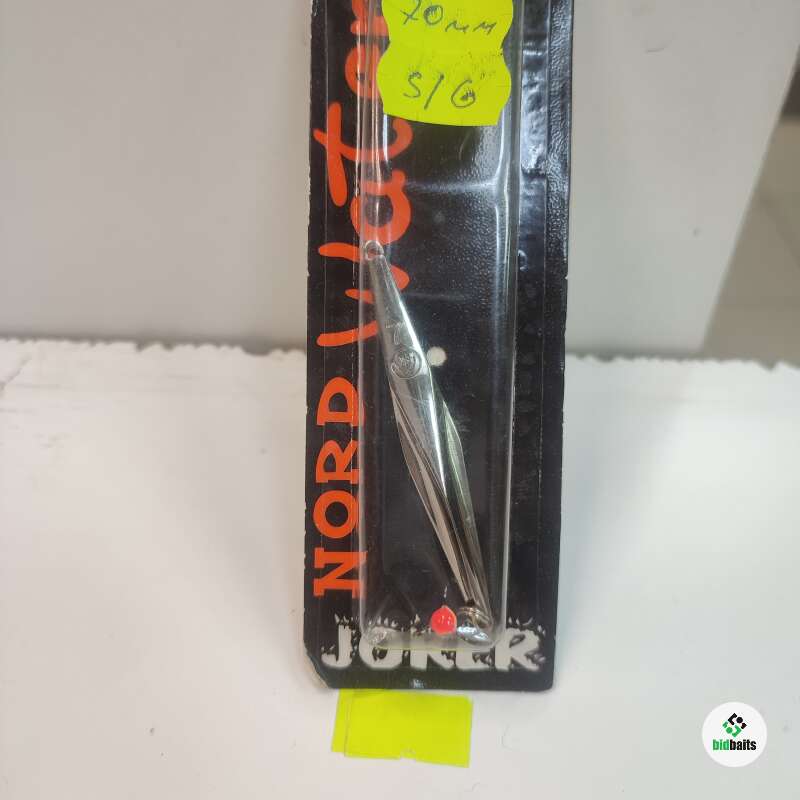 70мм
S/G
NORD Water
JOKER
bidbaits